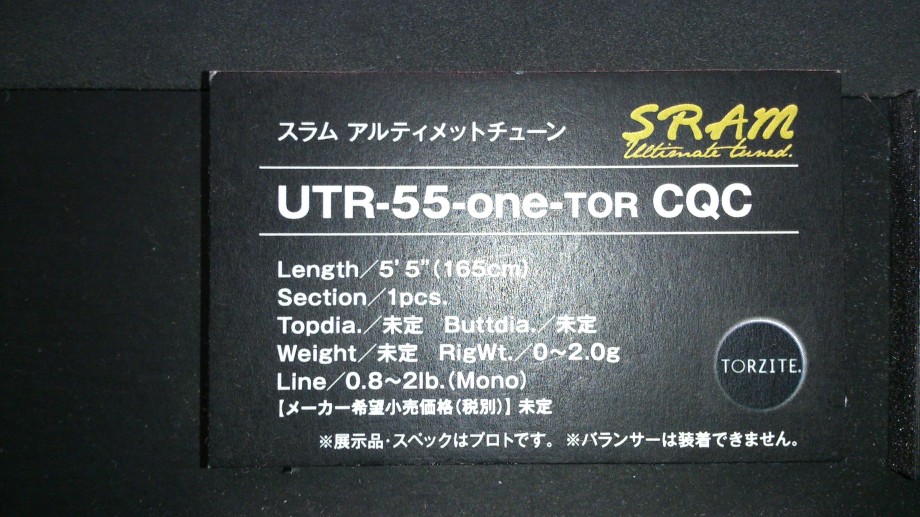 スラム アルティメットチューン
SRAM
Ultimate tuned.
UTR-55-one-TOR CQC
Length/5'5"(165cm)
Section/1pcs.
Topdia./未定 Buttdia./未定
Weight/未定 RigWt./0~2.0g
Line/0.8~2lb.(Mono)
【メーカー希望小売価格(税別)】未定
TORZITE.
※展示品・スペックはプロトです。 ※バランサーは装着できません。